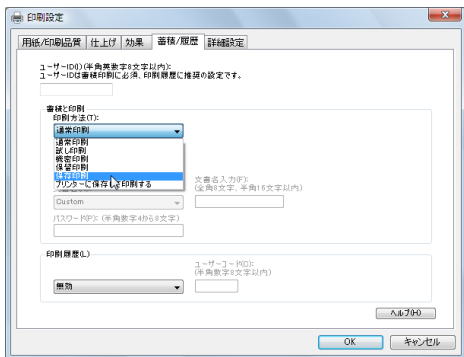 印刷設定
用紙/印刷品質 仕上げ 効果 蓄積/履歴 詳細設定
ユーザーID(I):(半角英数字8文字以内):
ユーザーIDは蓄積印刷に必須、印刷履歴に推奨の設定です。
蓄積と印刷
印刷方法(T):
通常印刷
通常印刷
試し印刷
機密印刷
保留印刷
保存印刷
プリンターに保存して印刷する
文書名入力(F):
(全角8文字、半角16文字以内)
Custom
パスワード(P): (半角数字4から8文字)
印刷履歴(L)
ユーザーコード(O):
(半角数字8文字以内)
無効
ヘルプ(H)
OK キャンセル